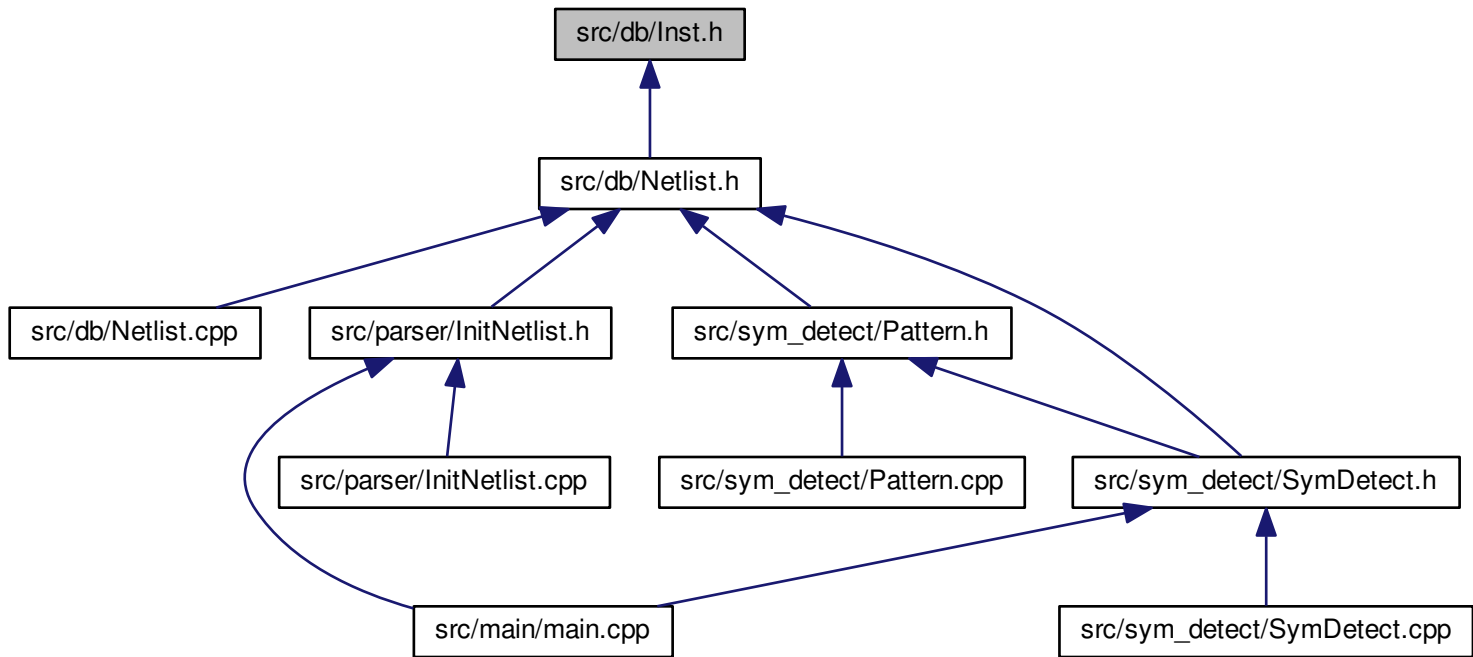 src/db/Inst.h
src/db/Netlist.h
src/db/Netlist.cpp
src/parser/InitNetlist.h
src/sym_detect/Pattern.h
src/parser/InitNetlist.cpp
src/sym_detect/Pattern.cpp
src/sym_detect/SymDetect.h
src/main/main.cpp
src/sym_detect/SymDetect.cpp